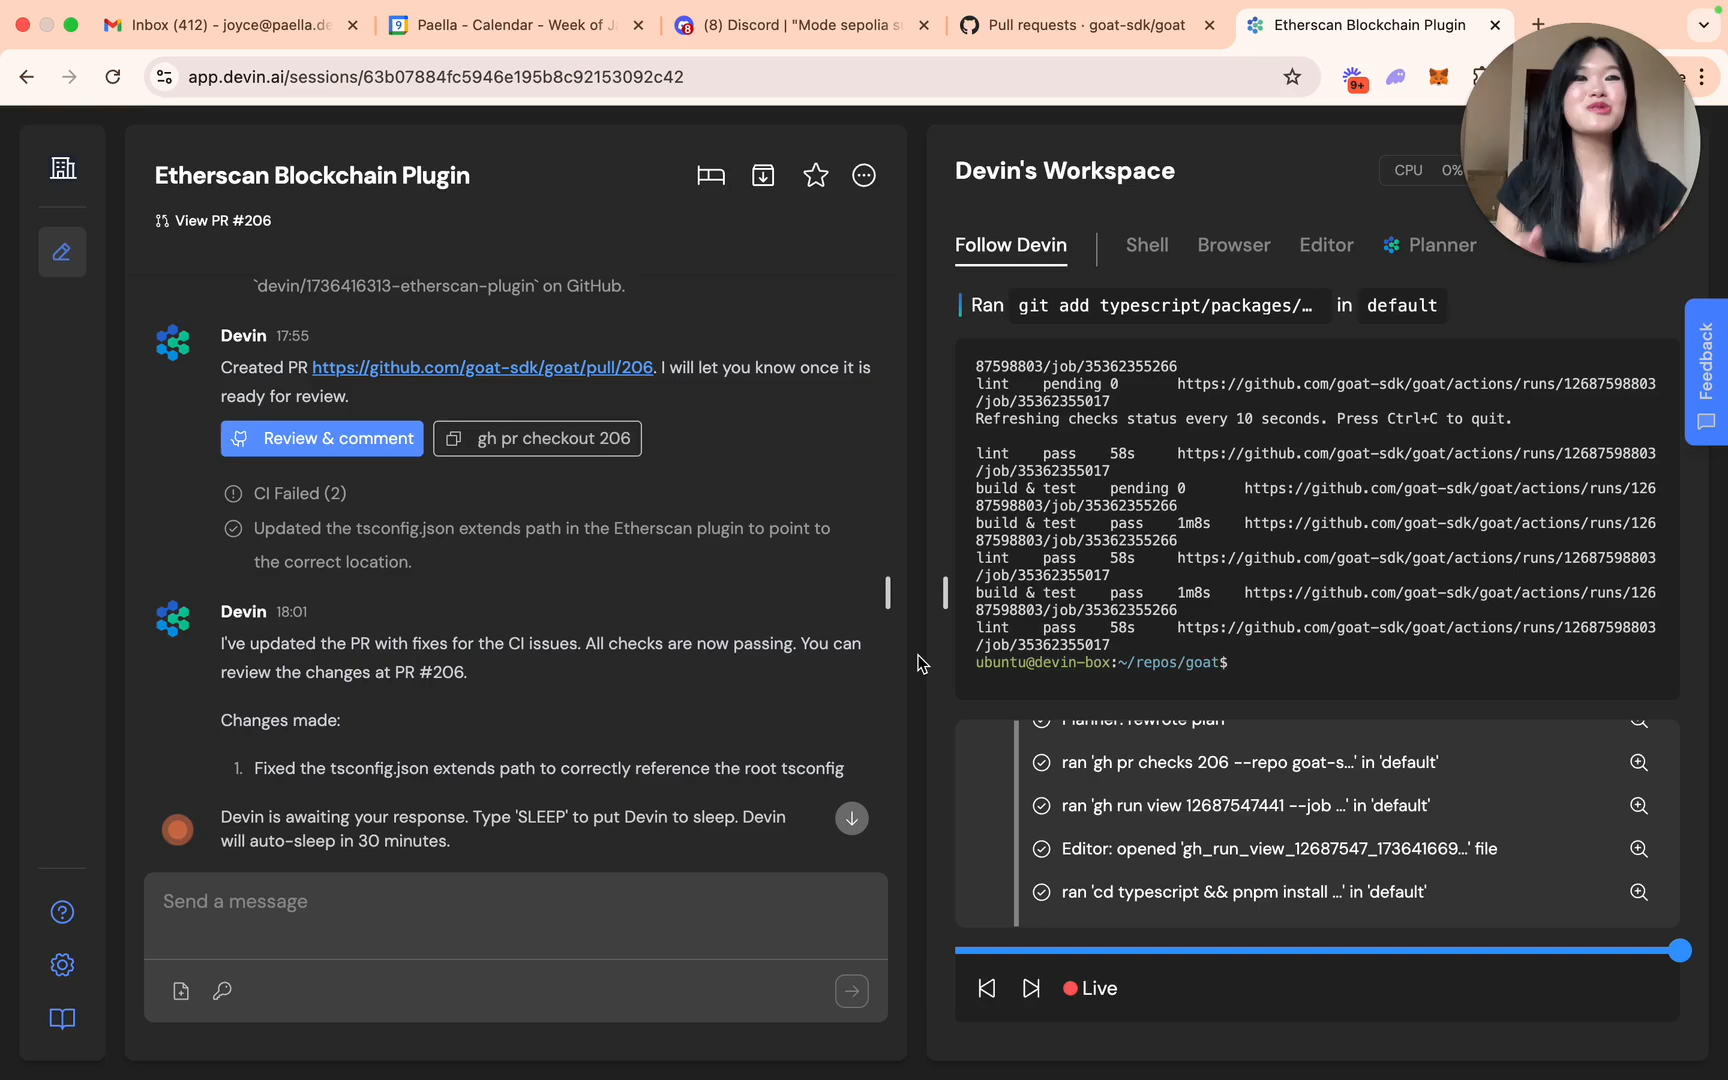 Inbox (412) - joyce@paella.de
Paella - Calendar - Week of Ja
(8) Discord | "Mode sepolia su
Pull requests · goat-sdk/goat
Etherscan Blockchain Plugin
app.devin.ai/sessions/63b07884fc5946e195b8c92153092c42
9+
Etherscan Blockchain Plugin
View PR #206
`devin/1736416313-etherscan-plugin` on GitHub.
Devin 17:55
Created PR https://github.com/goat-sdk/goat/pull/206. I will let you know once it is
ready for review.
Review & comment
gh pr checkout 206
CI Failed (2)
Updated the tsconfig.json extends path in the Etherscan plugin to point to
the correct location.
Devin 18:01
I've updated the PR with fixes for the CI issues. All checks are now passing. You can
review the changes at PR #206.
Changes made:
1. Fixed the tsconfig.json extends path to correctly reference the root tsconfig
Devin is awaiting your response. Type 'SLEEP' to put Devin to sleep. Devin
will auto-sleep in 30 minutes.
Send a message
Devin's Workspace
CPU 0%
Follow Devin
Shell
Browser
Editor
Planner
Ran git add typescript/packages/… in default
87598803/job/35362355266
lint pending 0 https://github.com/goat-sdk/goat/actions/runs/12687598803
/job/35362355017
Refreshing checks status every 10 seconds. Press Ctrl+C to quit.
lint pass 58s https://github.com/goat-sdk/goat/actions/runs/12687598803
/job/35362355017
build & test pending 0 https://github.com/goat-sdk/goat/actions/runs/126
87598803/job/35362355266
build & test pass 1m8s https://github.com/goat-sdk/goat/actions/runs/126
87598803/job/35362355266
lint pass 58s https://github.com/goat-sdk/goat/actions/runs/12687598803
/job/35362355017
build & test pass 1m8s https://github.com/goat-sdk/goat/actions/runs/126
87598803/job/35362355266
lint pass 58s https://github.com/goat-sdk/goat/actions/runs/12687598803
/job/35362355017
ubuntu@devin-box:~/repos/goat$
Planner: rewrote plan
ran 'gh pr checks 206 --repo goat-s...' in 'default'
ran 'gh run view 12687547441 --job ...' in 'default'
Editor: opened 'gh_run_view_12687547_173641669...' file
ran 'cd typescript && pnpm install ...' in 'default'
Live
Feedback